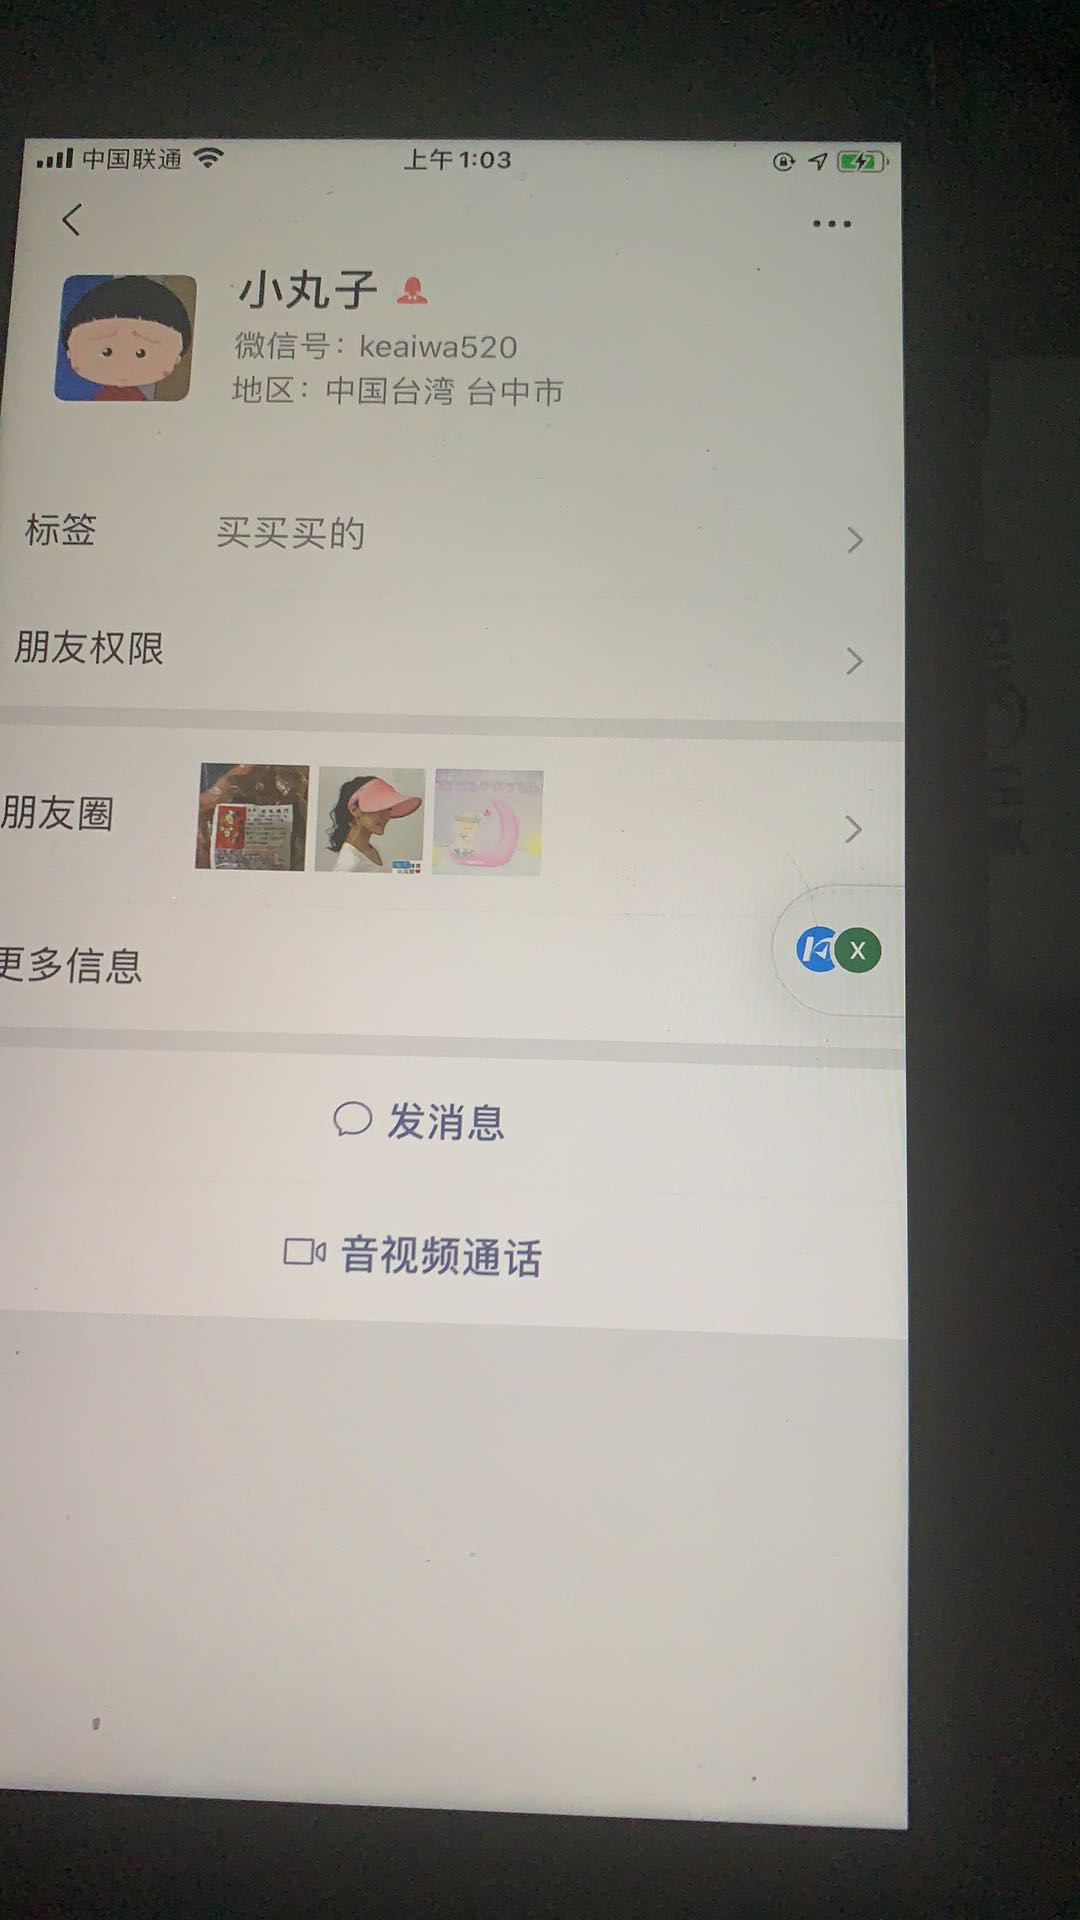 中国联通
上午1:03
小丸子
微信号：keaiwa520
地区：中国台湾 台中市
标签
买买买的
朋友权限
朋友圈
更多信息
X
发消息
音视频通话